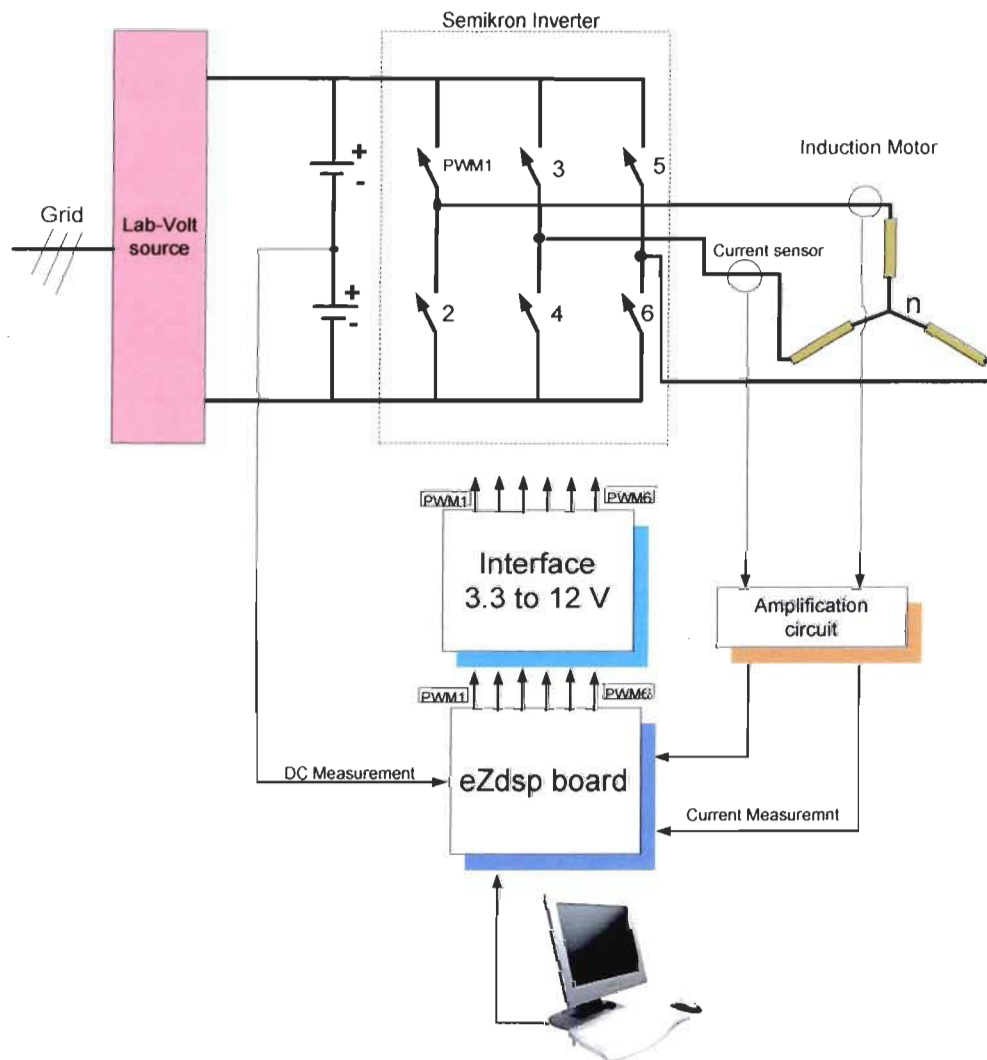 Semikron Inverter
Induction Motor
Grid
Lab-Volt
source
+
-
+
-
PWM1
3
5
Current sensor
2
4
6
n
PWM1
PWM6
Interface
3.3 to 12 V
Amplification
circuit
PWM1
PWM6
eZdsp board
DC Measurement
Current Measuremnt